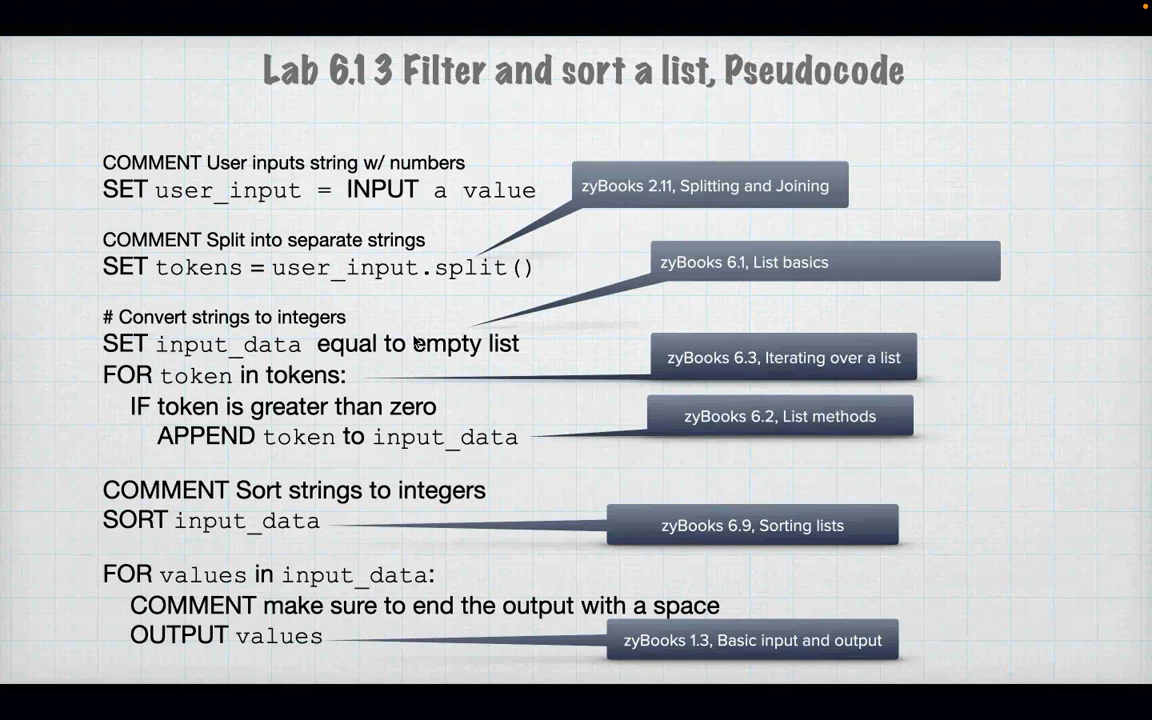 Lab 6.13 Filter and sort a list, Pseudocode
COMMENT User inputs string w/ numbers
SET user_input = INPUT a value
zyBooks 2.11, Splitting and Joining
COMMENT Split into separate strings
SET tokens = user_input.split()
zyBooks 6.1, List basics
# Convert strings to integers
SET input_data equal to empty list
FOR token in tokens:
zyBooks 6.3, Iterating over a list
IF token is greater than zero
APPEND token to input_data
zyBooks 6.2, List methods
COMMENT Sort strings to integers
SORT input_data
zyBooks 6.9, Sorting lists
FOR values in input_data:
COMMENT make sure to end the output with a space
OUTPUT values
zyBooks 1.3, Basic input and output